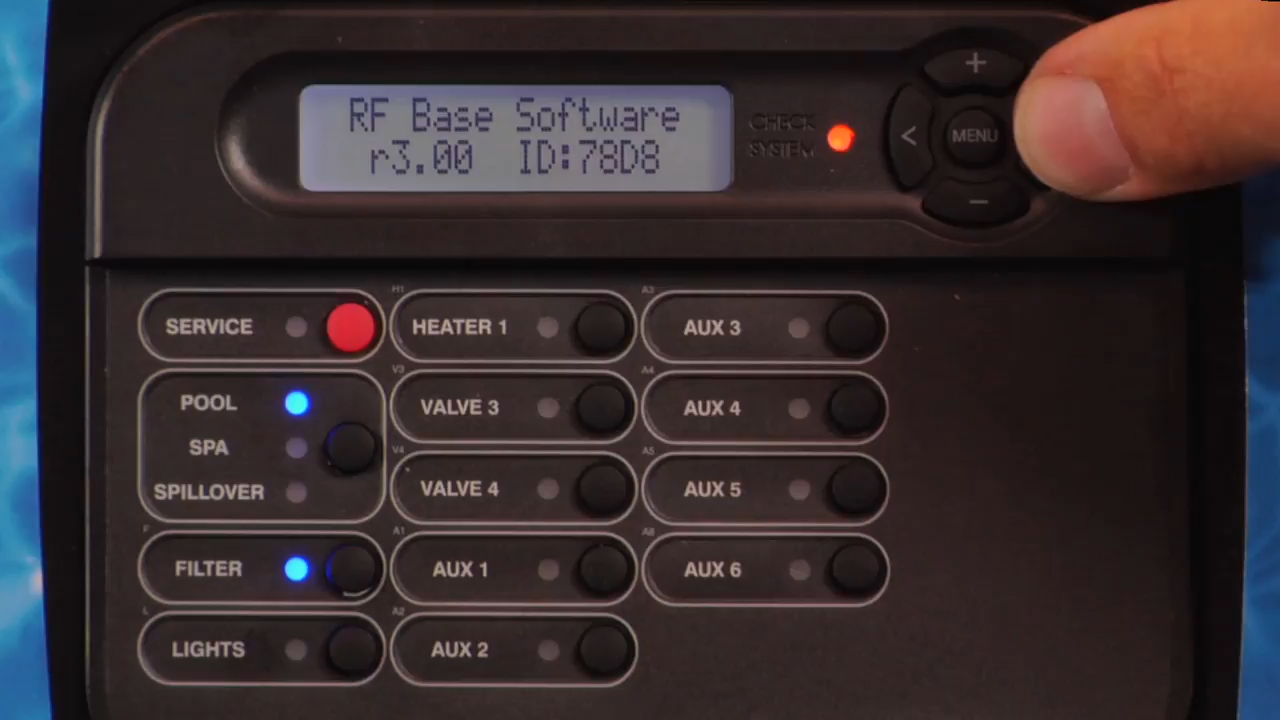 RF Base Software
r3.00 ID:78D8
CHECK
SYSTEM
+
<
MENU
−
SERVICE
POOL
SPA
SPILLOVER
F
FILTER
L
LIGHTS
H1
HEATER 1
V3
VALVE 3
V4
VALVE 4
A1
AUX 1
A2
AUX 2
A3
AUX 3
A4
AUX 4
A5
AUX 5
AUX 6